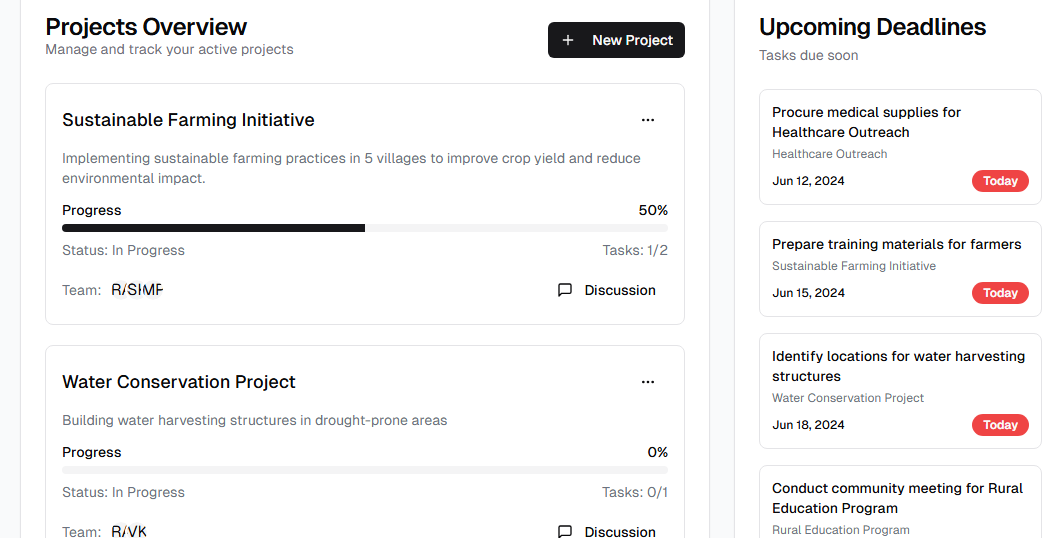 Projects Overview
Manage and track your active projects
New Project
Sustainable Farming Initiative
Implementing sustainable farming practices in 5 villages to improve crop yield and reduce
environmental impact.
Progress 50%
Status: In Progress Tasks: 1/2
Team:
Discussion
Water Conservation Project
Building water harvesting structures in drought-prone areas
Progress 0%
Status: In Progress Tasks: 0/1
Team:
Discussion
Upcoming Deadlines
Tasks due soon
Procure medical supplies for
Healthcare Outreach
Healthcare Outreach
Jun 12, 2024 Today
Prepare training materials for farmers
Sustainable Farming Initiative
Jun 15, 2024 Today
Identify locations for water harvesting
structures
Water Conservation Project
Jun 18, 2024 Today
Conduct community meeting for Rural
Education Program
Rural Education Program